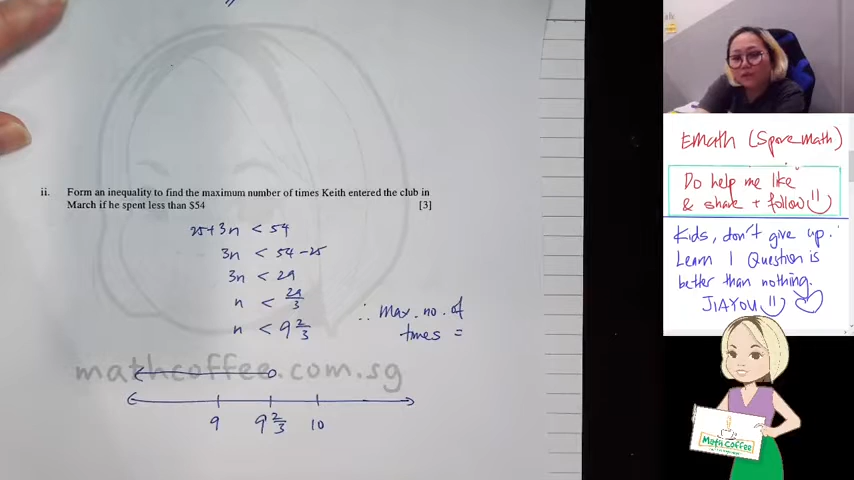 ii. Form an inequality to find the maximum number of times Keith entered the club in
March if he spent less than $54 [3]
25+3n < 54
3n < 54-25
3n < 29
n < 29/3
n < 9 2/3
∴ max. no. of
times =
mathcoffee.com.sg
9 9 2/3 10
Emath (Spore math)
Do help me like
& share + follow
Kids, don't give up.
Learn 1 Question is
better than nothing.
JIAYOU
MathCoffee